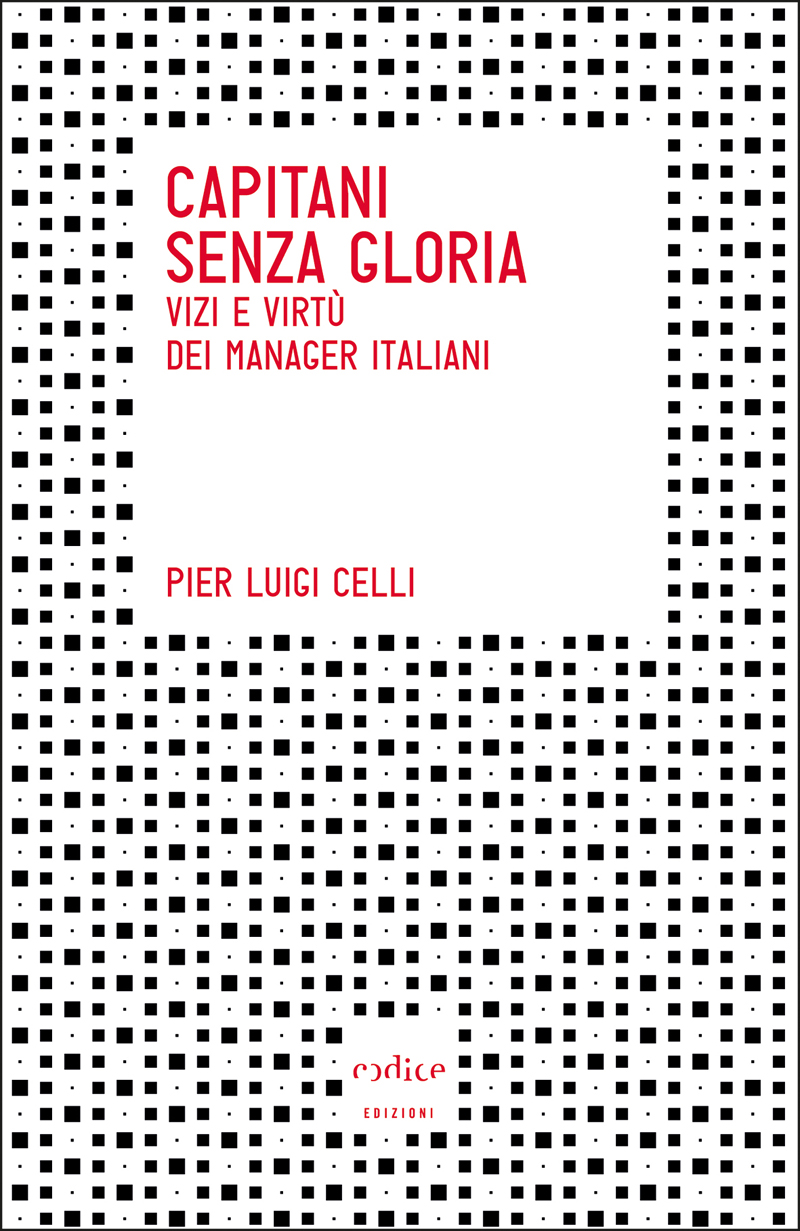 CAPITANI
SENZA GLORIA
VIZI E VIRTÙ
DEI MANAGER ITALIANI
PIER LUIGI CELLI
codice
EDIZIONI